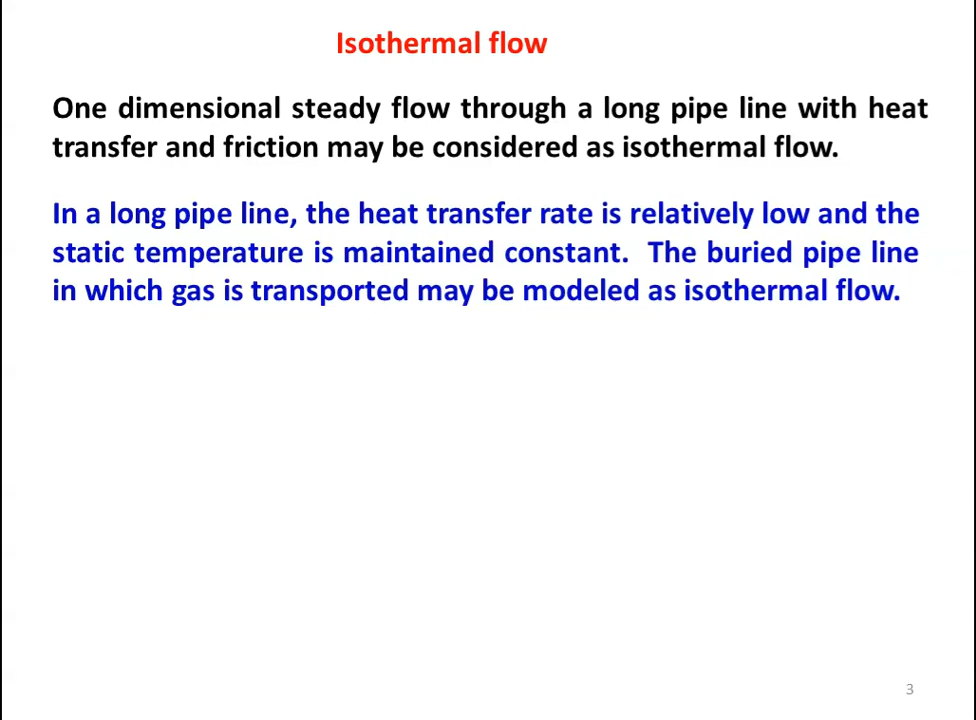 Isothermal flow
One dimensional steady flow through a long pipe line with heat
transfer and friction may be considered as isothermal flow.
In a long pipe line, the heat transfer rate is relatively low and the
static temperature is maintained constant. The buried pipe line
in which gas is transported may be modeled as isothermal flow.
3